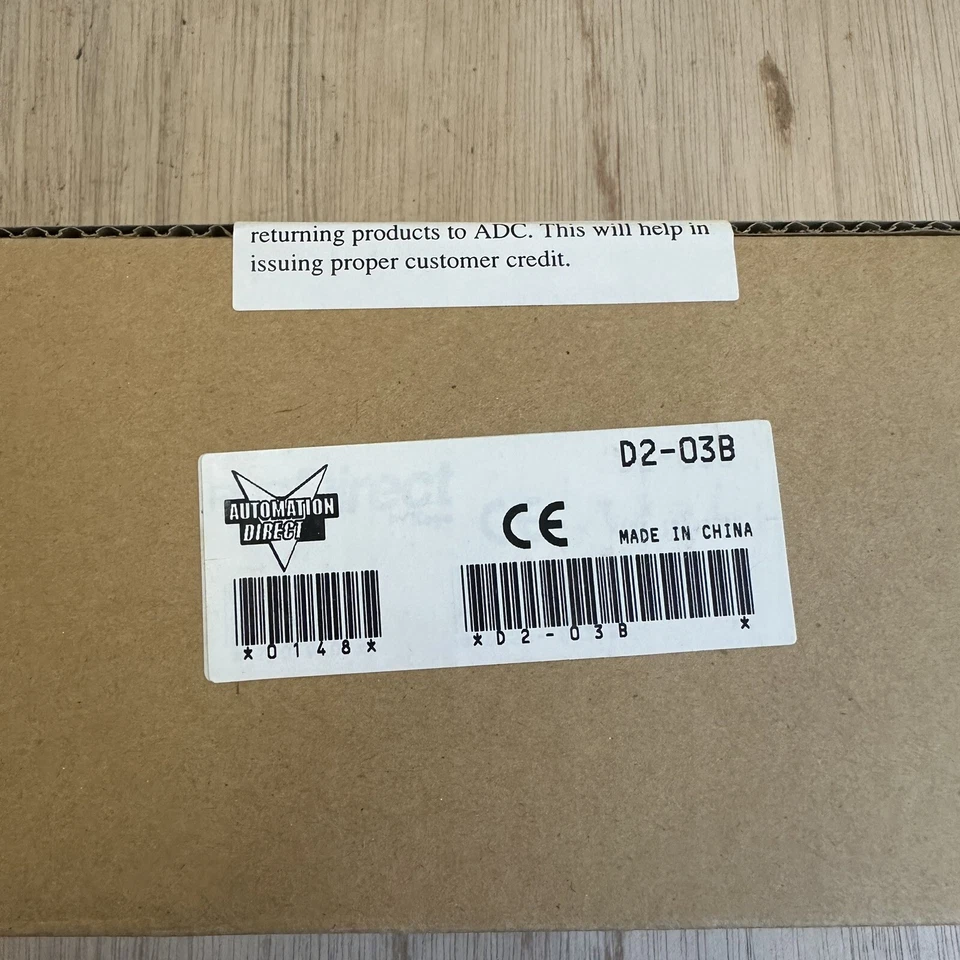 returning products to ADC. This will help in
issuing proper customer credit.
D2-03B
AUTOMATION
DIRECT
CE
MADE IN CHINA
*0148*
*D2-03B *